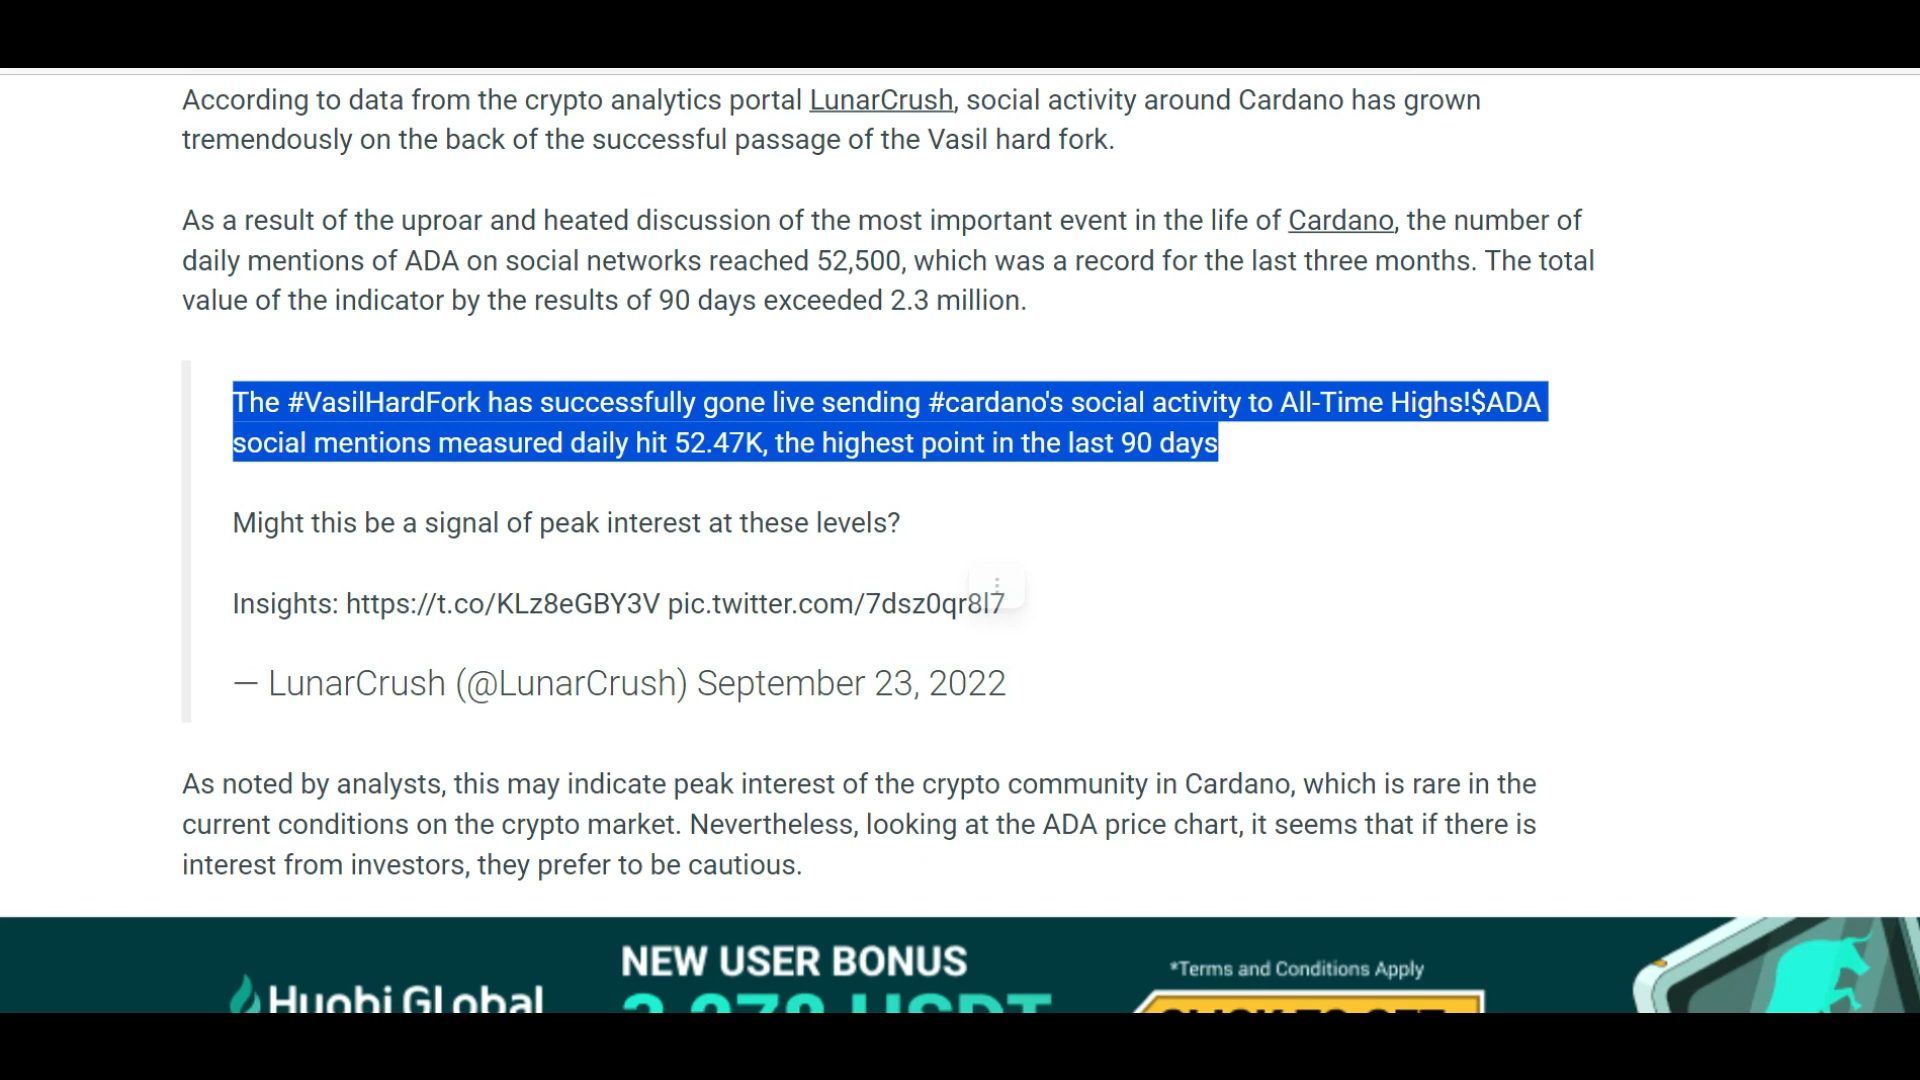 According to data from the crypto analytics portal LunarCrush, social activity around Cardano has grown
tremendously on the back of the successful passage of the Vasil hard fork.
As a result of the uproar and heated discussion of the most important event in the life of Cardano, the number of
daily mentions of ADA on social networks reached 52,500, which was a record for the last three months. The total
value of the indicator by the results of 90 days exceeded 2.3 million.
The #VasilHardFork has successfully gone live sending #cardano's social activity to All-Time Highs!$ADA
social mentions measured daily hit 52.47K, the highest point in the last 90 days
Might this be a signal of peak interest at these levels?
Insights: https://t.co/KLz8eGBY3V pic.twitter.com/7dsz0qr8l7
— LunarCrush (@LunarCrush) September 23, 2022
As noted by analysts, this may indicate peak interest of the crypto community in Cardano, which is rare in the
current conditions on the crypto market. Nevertheless, looking at the ADA price chart, it seems that if there is
interest from investors, they prefer to be cautious.
NEW USER BONUS
*Terms and Conditions Apply
Huobi Global
USDT